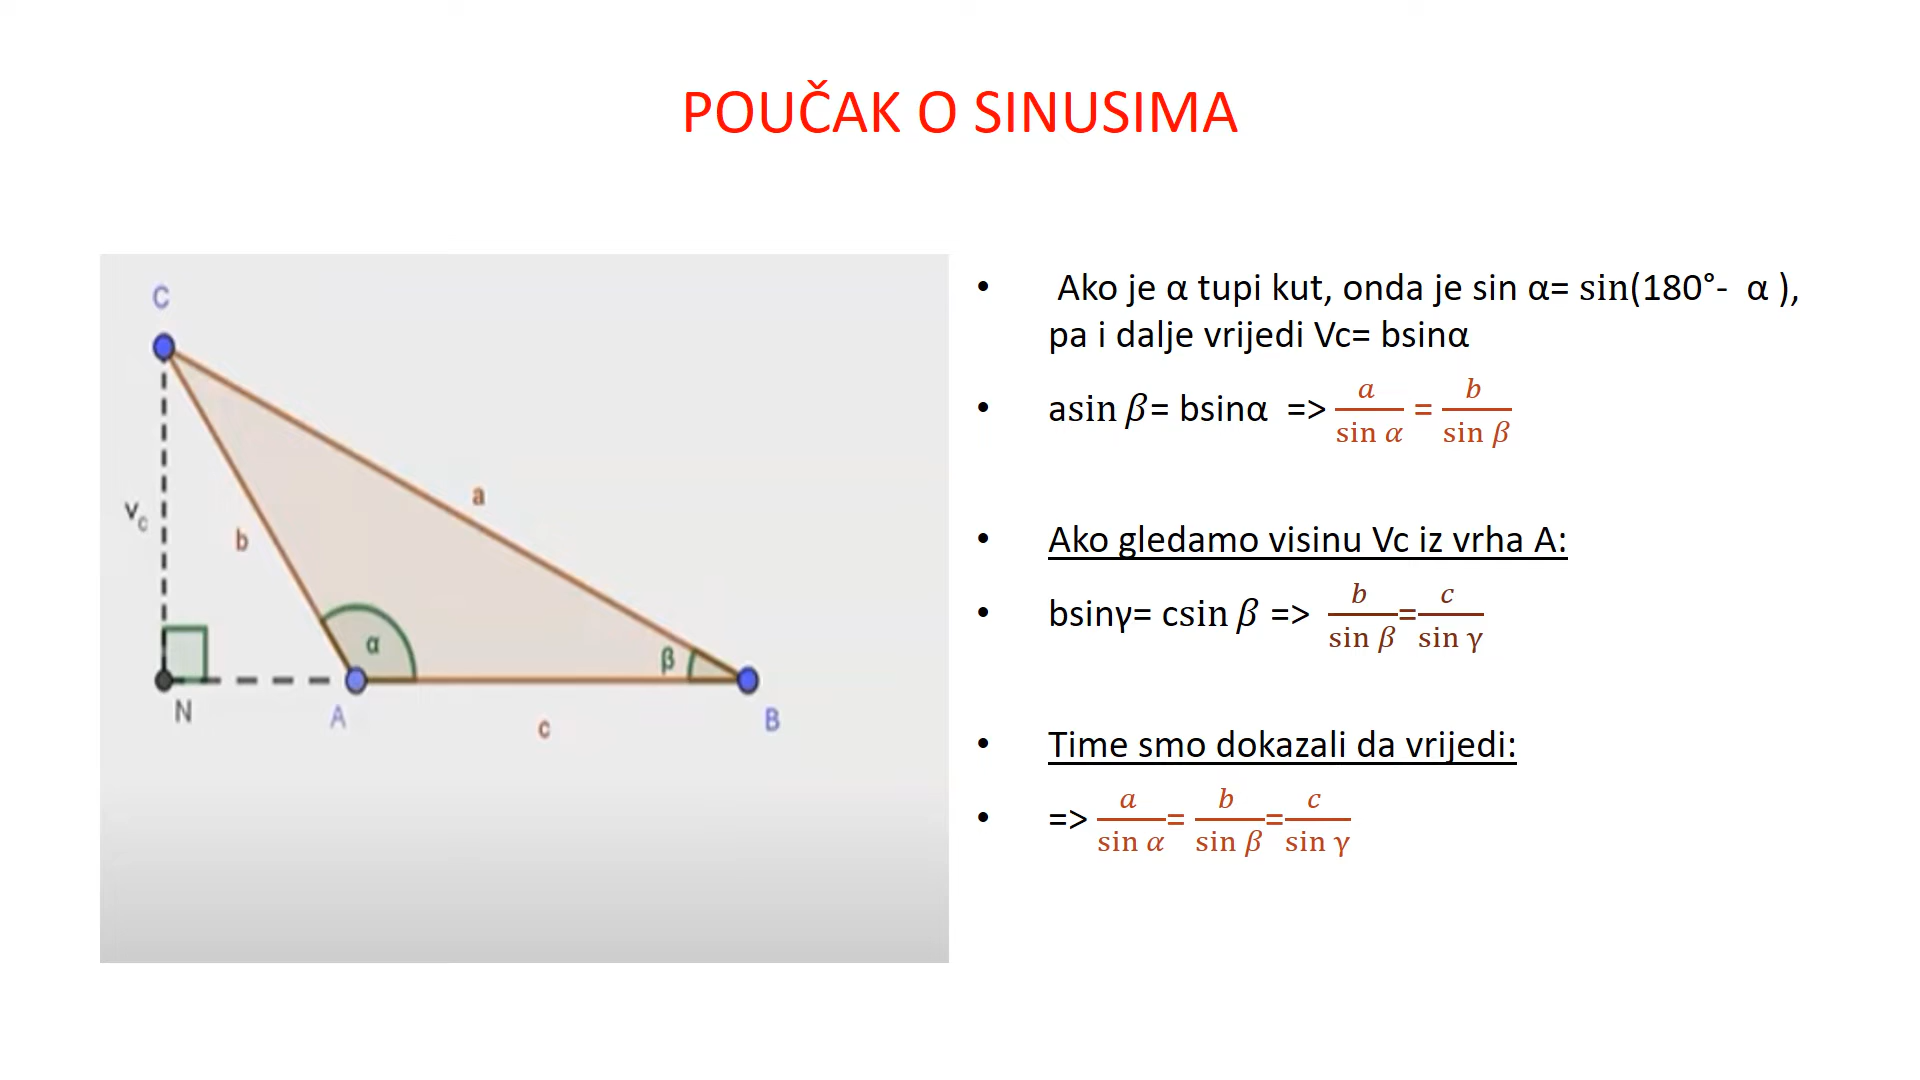 POUČAK O SINUSIMA
C
a
v_c
b
α
β
N
A
c
B
• Ako je α tupi kut, onda je sin α= sin(180°- α ),
pa i dalje vrijedi Vc= bsinα
• asin β= bsinα => a/sin α = b/sin β
• Ako gledamo visinu Vc iz vrha A:
• bsinγ= csin β => b/sin β=c/sin γ
• Time smo dokazali da vrijedi:
• => a/sin α= b/sin β=c/sin γ